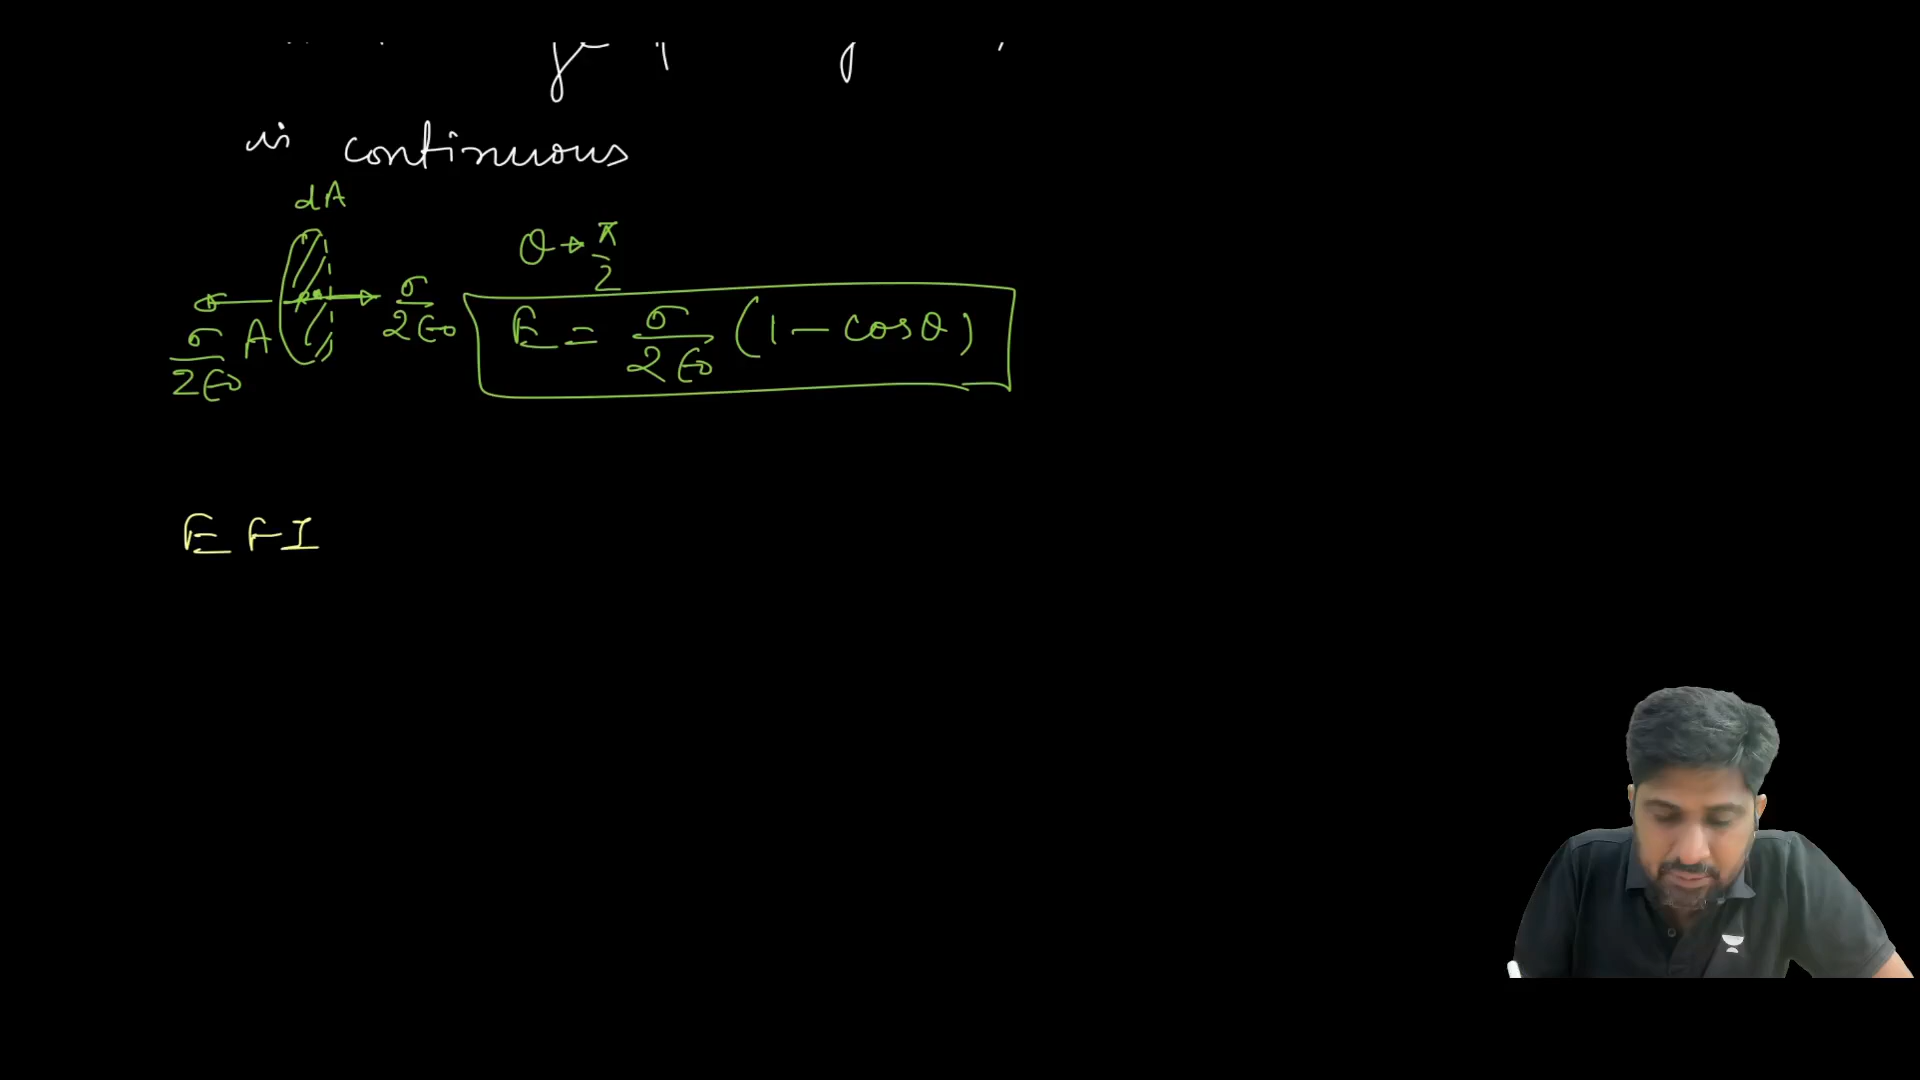 is continuous
dA
θ → π/2
σ/2ϵ₀ A σ/2ϵ₀ E = σ/2ϵ₀ (1 − cosθ)
E F I